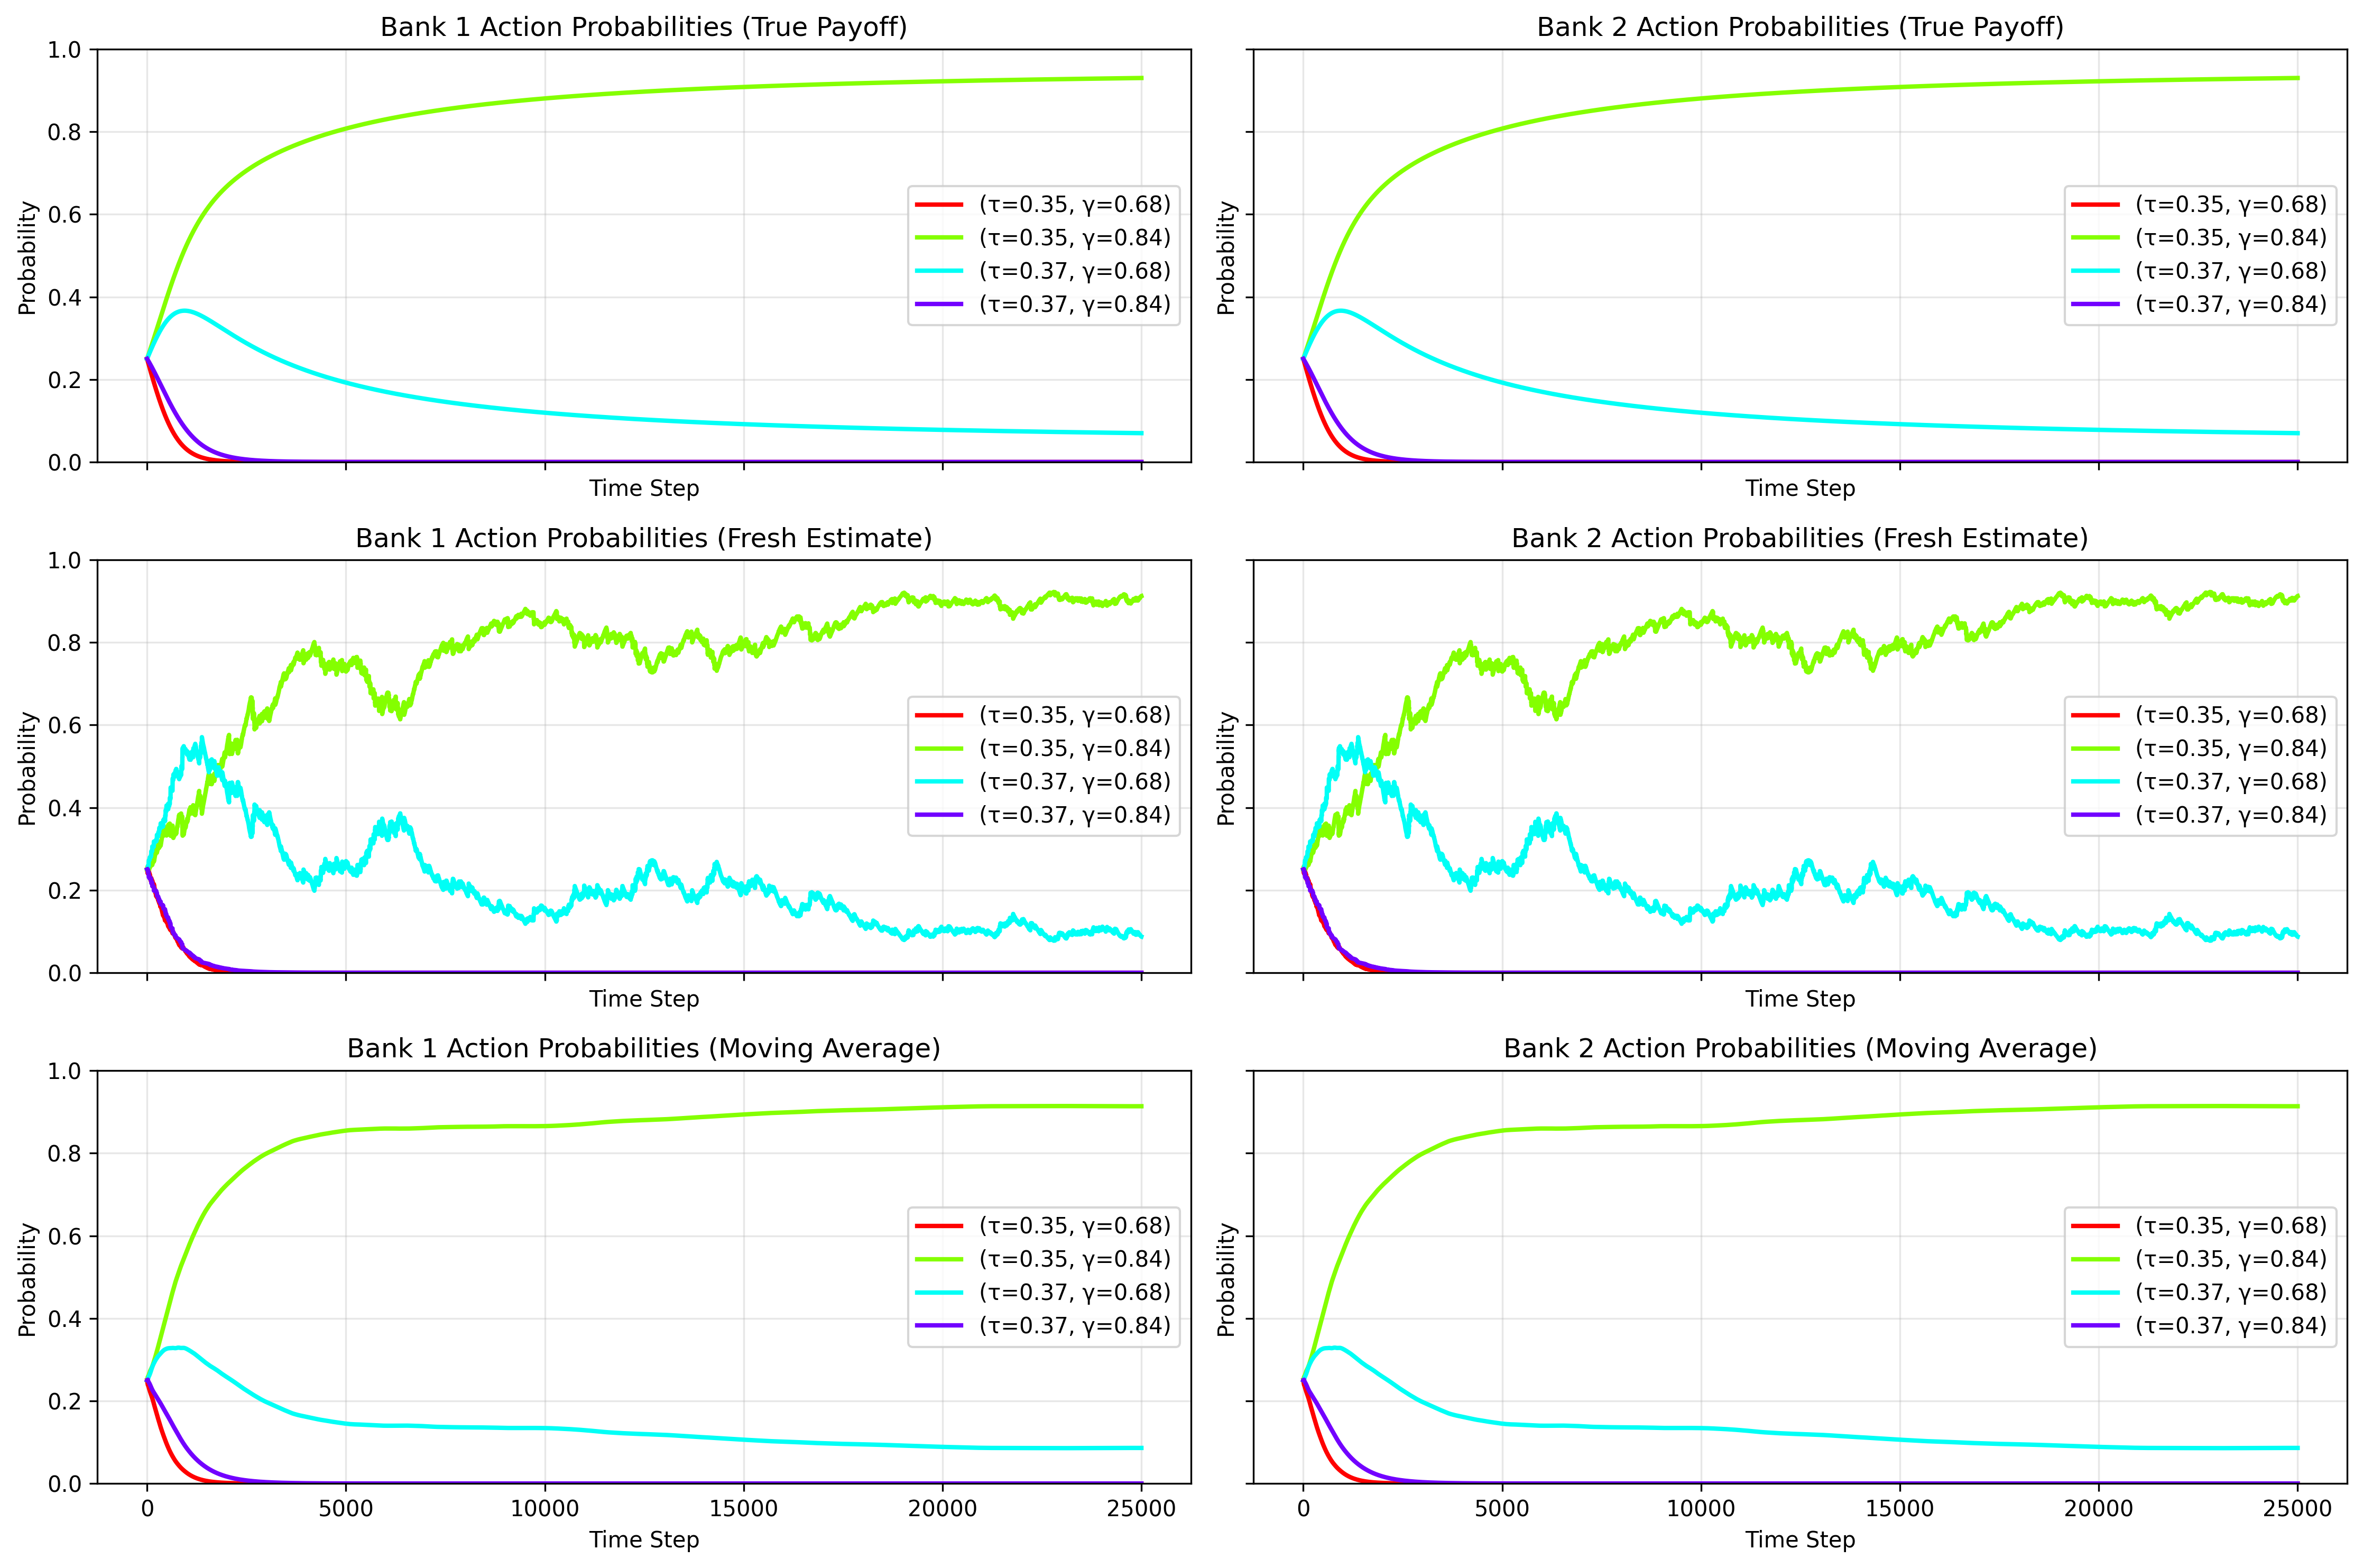 Bank 1 Action Probabilities (True Payoff)
1.0
0.8
0.6
0.4
0.2
0.0
Probability
(τ=0.35, γ=0.68)
(τ=0.35, γ=0.84)
(τ=0.37, γ=0.68)
(τ=0.37, γ=0.84)
Time Step
Bank 2 Action Probabilities (True Payoff)
Probability
(τ=0.35, γ=0.68)
(τ=0.35, γ=0.84)
(τ=0.37, γ=0.68)
(τ=0.37, γ=0.84)
Time Step
Bank 1 Action Probabilities (Fresh Estimate)
1.0
0.8
0.6
0.4
0.2
0.0
Probability
(τ=0.35, γ=0.68)
(τ=0.35, γ=0.84)
(τ=0.37, γ=0.68)
(τ=0.37, γ=0.84)
Time Step
Bank 2 Action Probabilities (Fresh Estimate)
Probability
(τ=0.35, γ=0.68)
(τ=0.35, γ=0.84)
(τ=0.37, γ=0.68)
(τ=0.37, γ=0.84)
Time Step
Bank 1 Action Probabilities (Moving Average)
1.0
0.8
0.6
0.4
0.2
0.0
Probability
(τ=0.35, γ=0.68)
(τ=0.35, γ=0.84)
(τ=0.37, γ=0.68)
(τ=0.37, γ=0.84)
0 5000 10000 15000 20000 25000
Time Step
Bank 2 Action Probabilities (Moving Average)
Probability
(τ=0.35, γ=0.68)
(τ=0.35, γ=0.84)
(τ=0.37, γ=0.68)
(τ=0.37, γ=0.84)
0 5000 10000 15000 20000 25000
Time Step